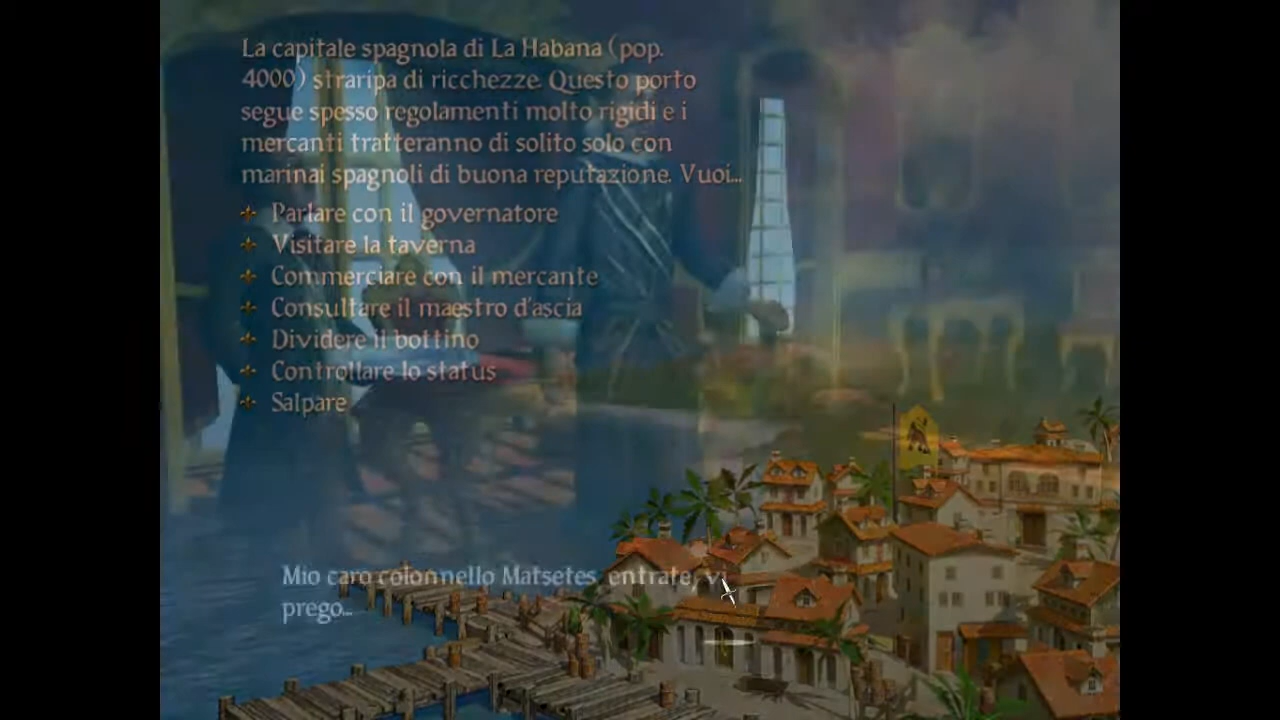 La capitale spagnola di La Habana (pop.
4000) straripa di ricchezze. Questo porto
segue spesso regolamenti molto rigidi e i
mercanti tratteranno di solito solo con
marinai spagnoli di buona reputazione. Vuoi...
Parlare con il governatore
Visitare la taverna
Commerciare con il mercante
Consultare il maestro d'ascia
Dividere il bottino
Controllare lo status
Salpare
Mio caro colonnello Matsetes, entrate, vi
prego...